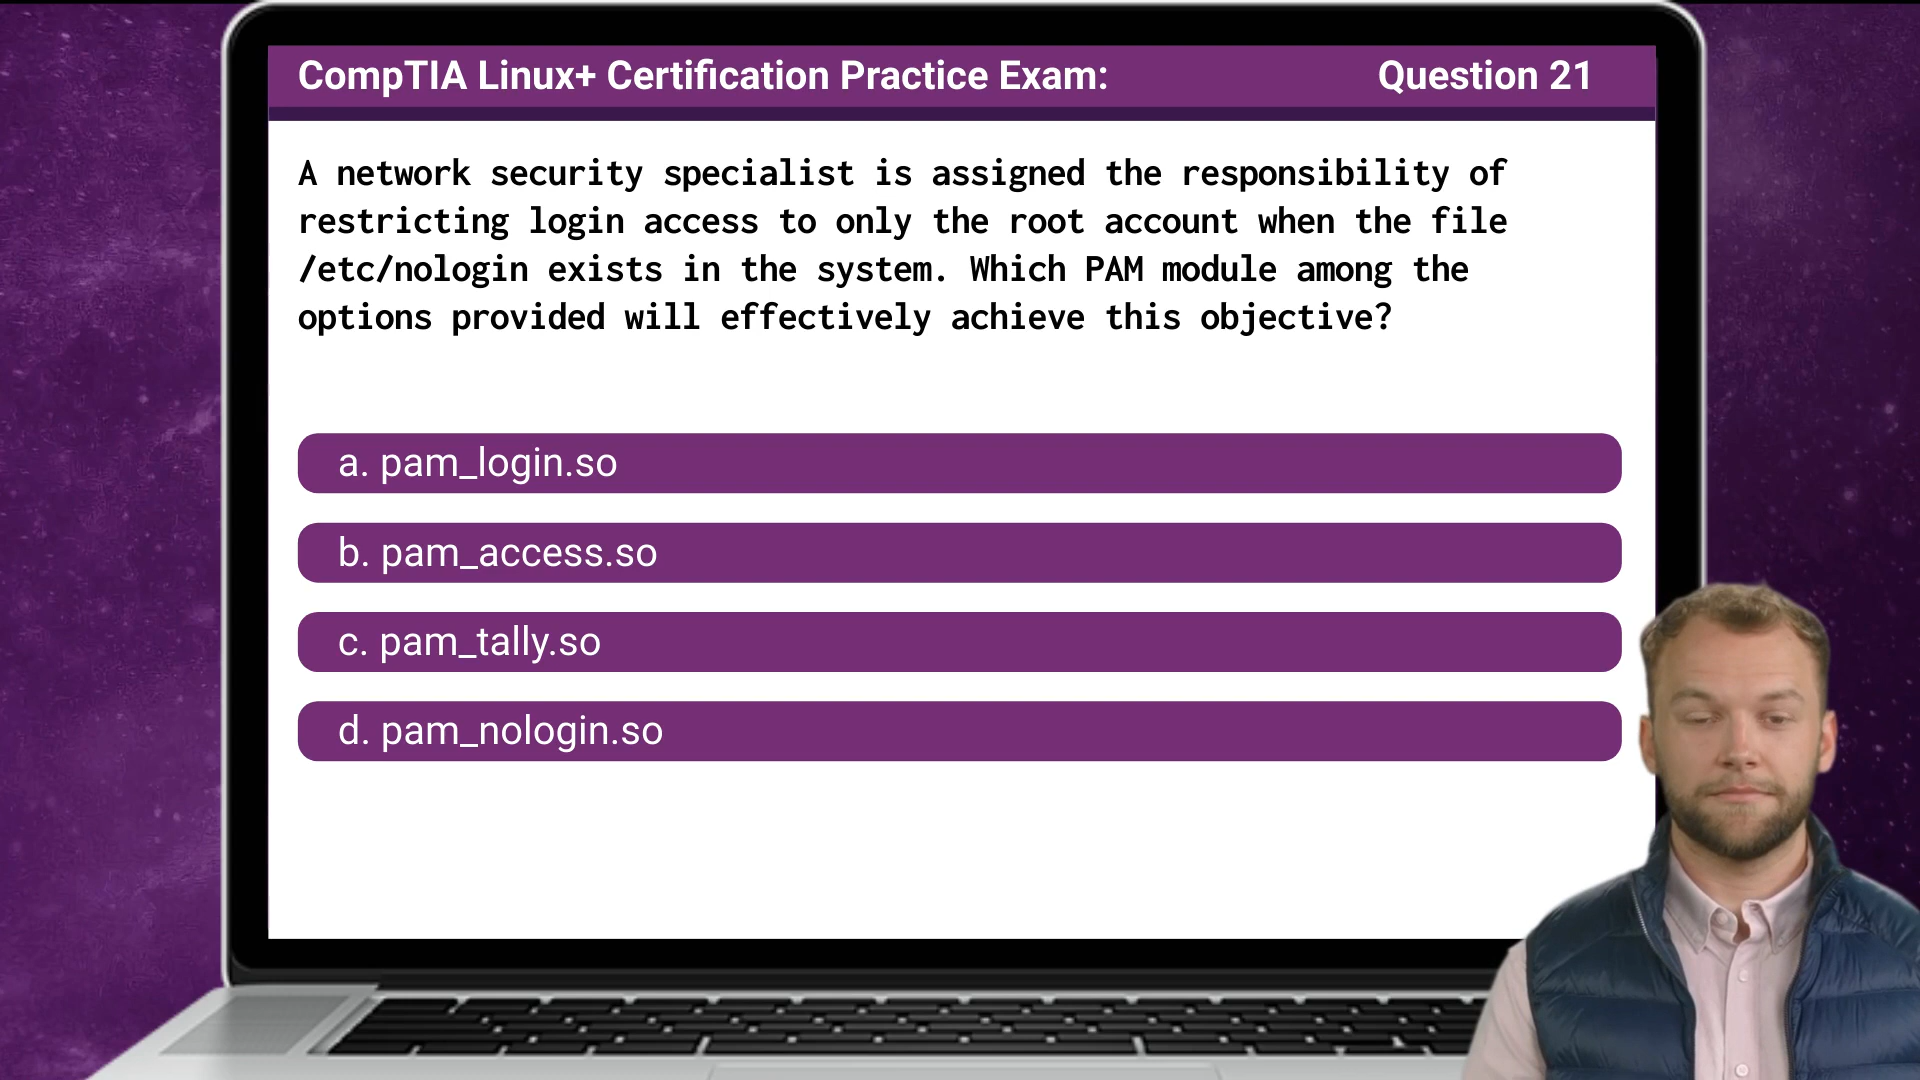 CompTIA Linux+ Certification Practice Exam:
Question 21
A network security specialist is assigned the responsibility of
restricting login access to only the root account when the file
/etc/nologin exists in the system. Which PAM module among the
options provided will effectively achieve this objective?
a. pam_login.so
b. pam_access.so
c. pam_tally.so
d. pam_nologin.so